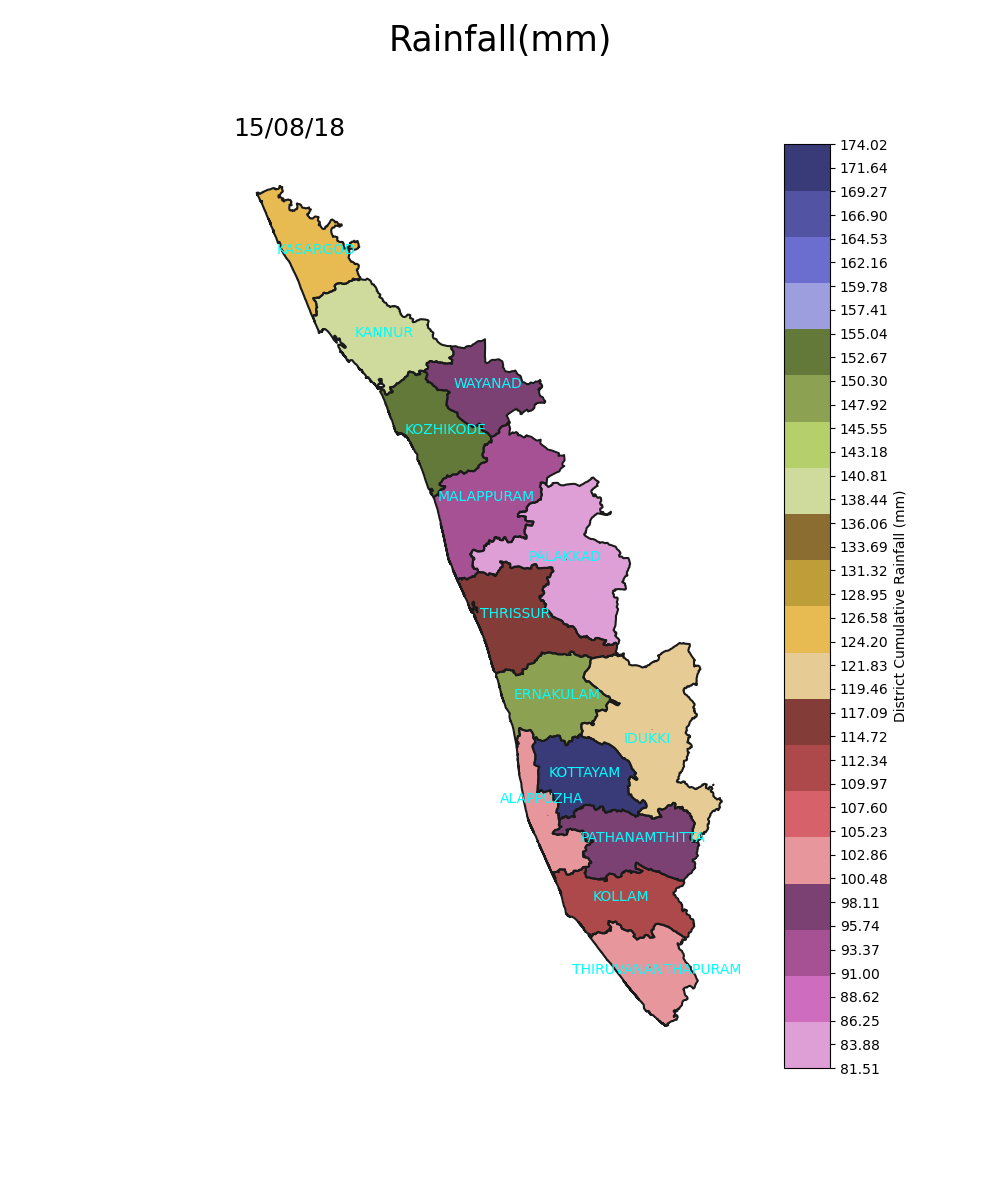 Rainfall(mm)
15/08/18
KASARGOD
KANNUR
WAYANAD
KOZHIKODE
MALAPPURAM
PALAKKAD
THRISSUR
ERNAKULAM
IDUKKI
KOTTAYAM
ALAPPUZHA
PATHANAMTHITTA
KOLLAM
THIRUVANANTHAPURAM
174.02
171.64
169.27
166.90
164.53
162.16
159.78
157.41
155.04
152.67
150.30
147.92
145.55
143.18
140.81
138.44
136.06
133.69
131.32
128.95
126.58
124.20
121.83
119.46
117.09
114.72
112.34
109.97
107.60
105.23
102.86
100.48
98.11
95.74
93.37
91.00
88.62
86.25
83.88
81.51
District Cumulative Rainfall (mm)